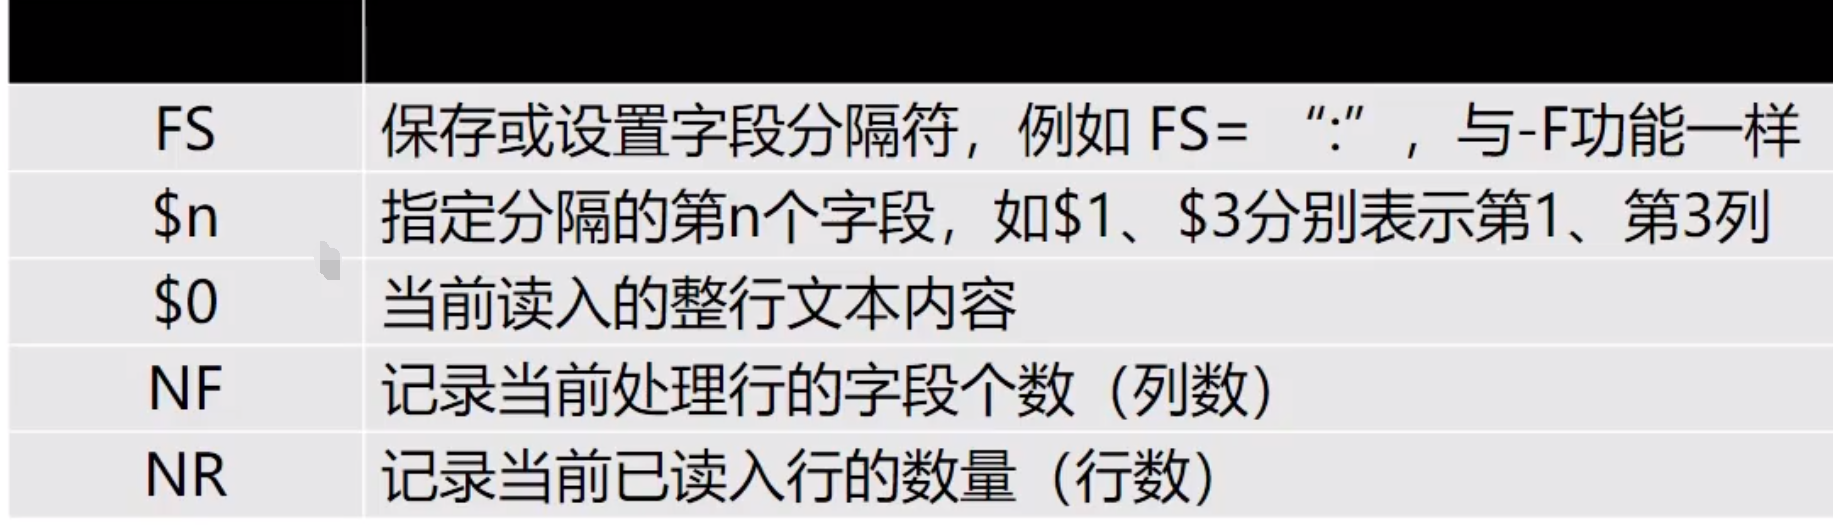 FS 保存或设置字段分隔符，例如 FS= “:” ，与-F功能一样
$n 指定分隔的第n个字段，如$1、$3分别表示第1、第3列
$0 当前读入的整行文本内容
NF 记录当前处理行的字段个数（列数）
NR 记录当前已读入行的数量（行数）